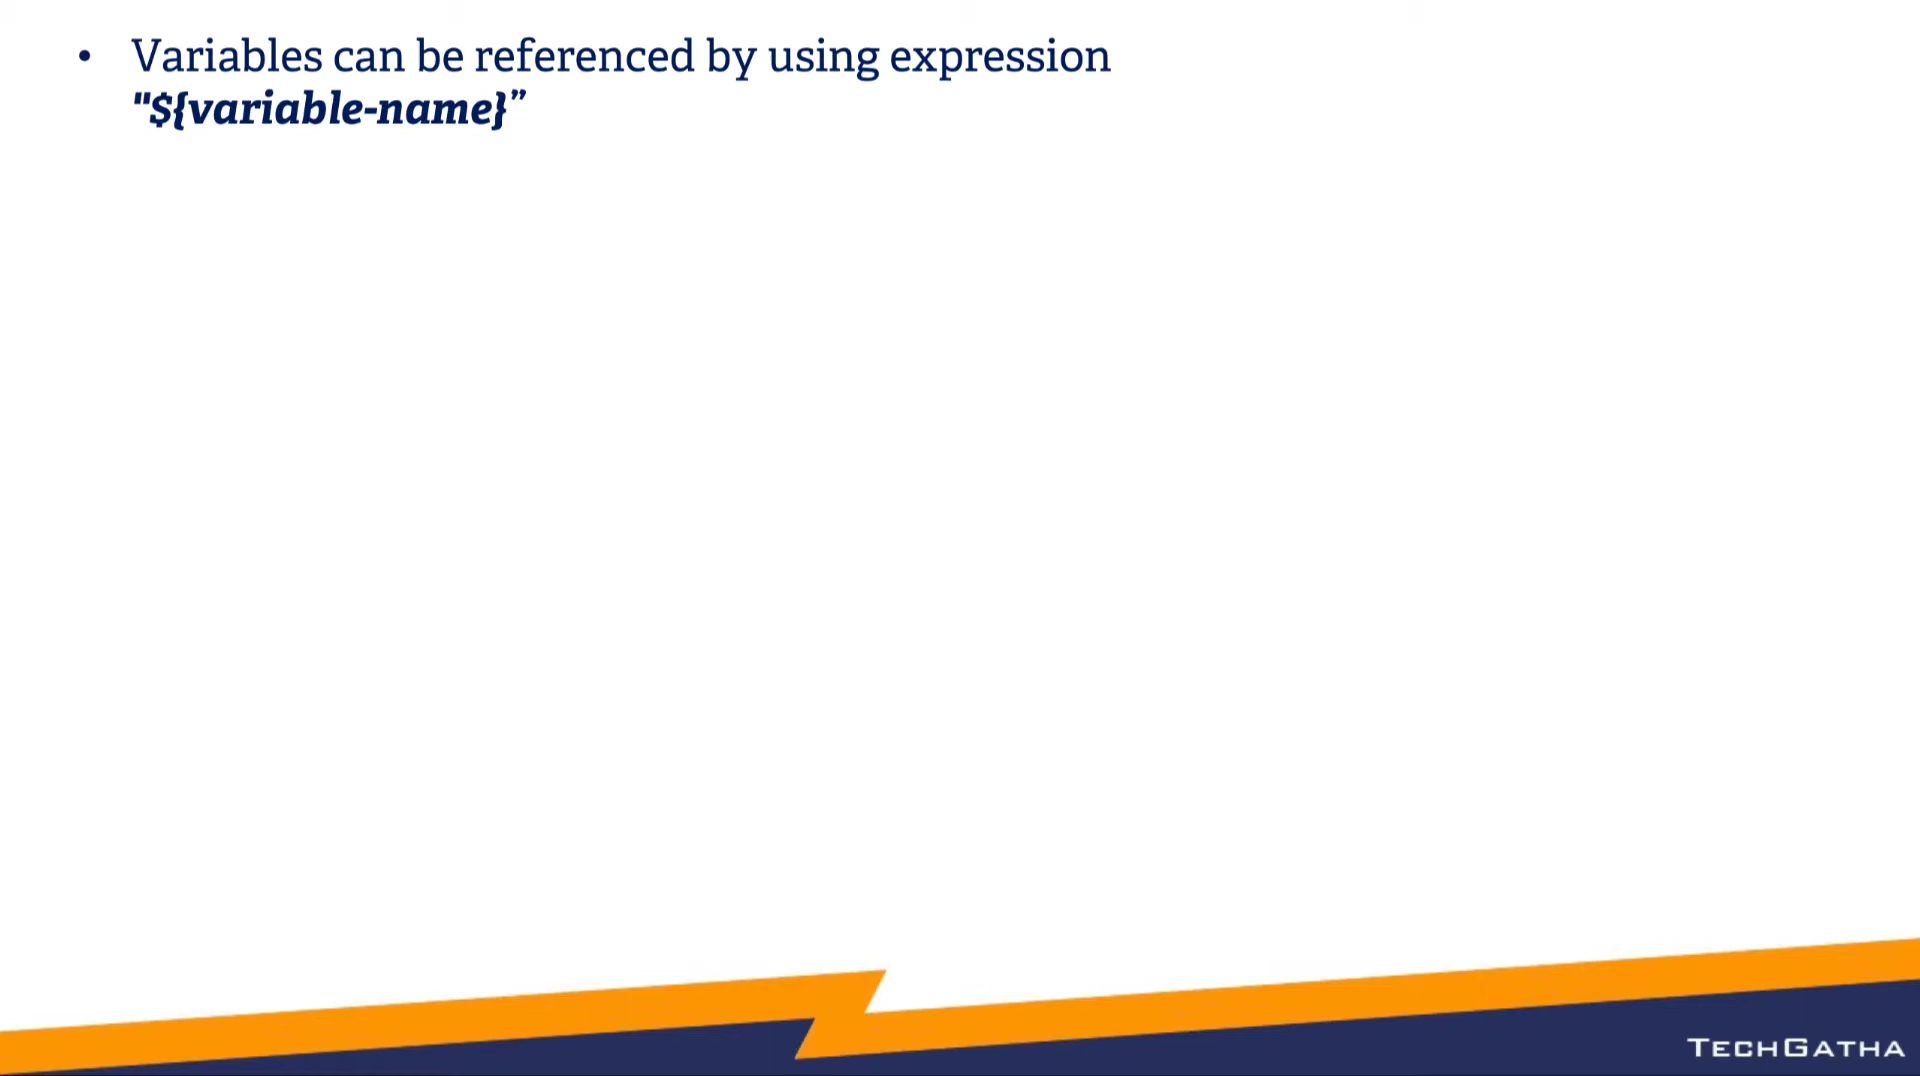 • Variables can be referenced by using expression
"${variable-name}”
TECHGATHA